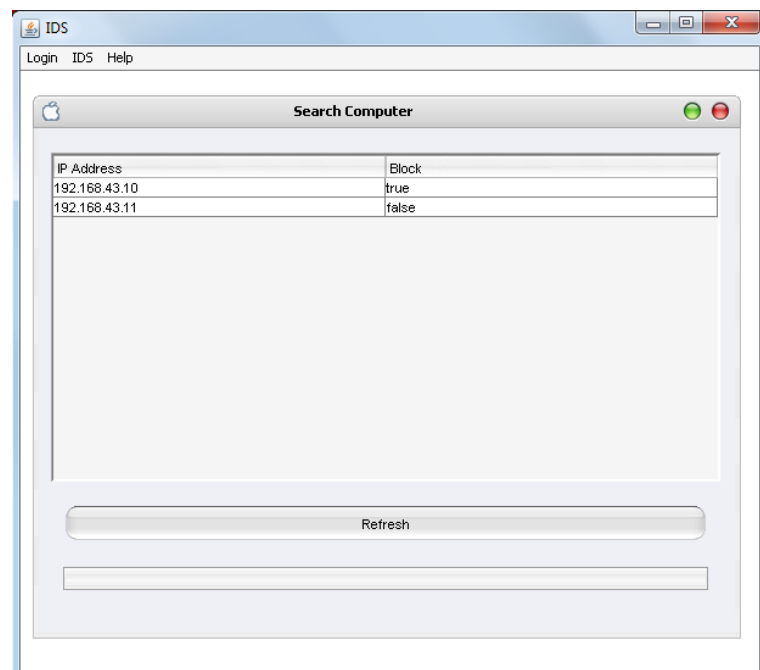 IDS
Login IDS Help
Search Computer
IP Address Block
192.168.43.10 true
192.168.43.11 false
Refresh